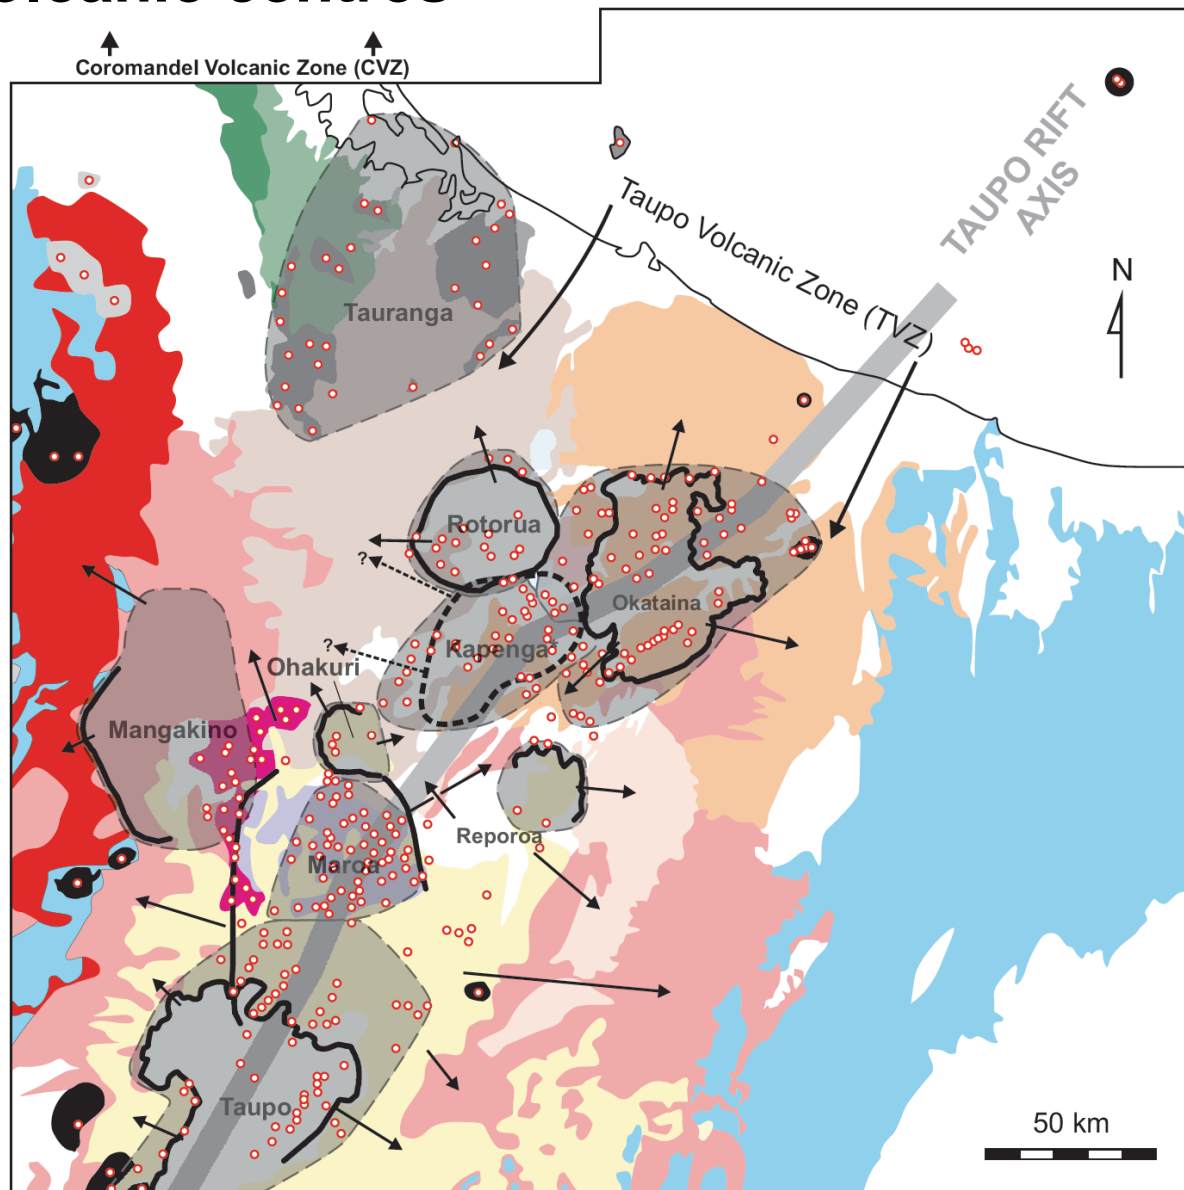 Coromandel Volcanic Zone (CVZ)
TAUPO RIFT
AXIS
Taupo Volcanic Zone (TVZ)
N
Tauranga
Rotorua
?
Okataina
Kapenga*
?
Ohakuri
Mangakino
Reporoa
Maroa
Taupo
50 km